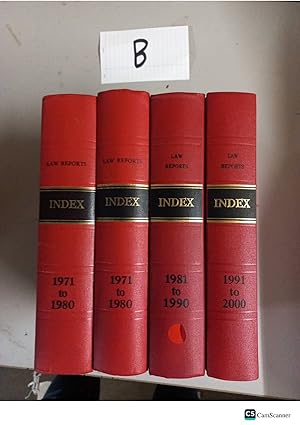 B
LAW REPORTS
INDEX
1971
to
1980
LAW REPORTS
INDEX
1971
to
1980
LAW
REPORTS
INDEX
1981
to
1990
LAW
REPORTS
INDEX
1991
to
2000
CS CamScanner